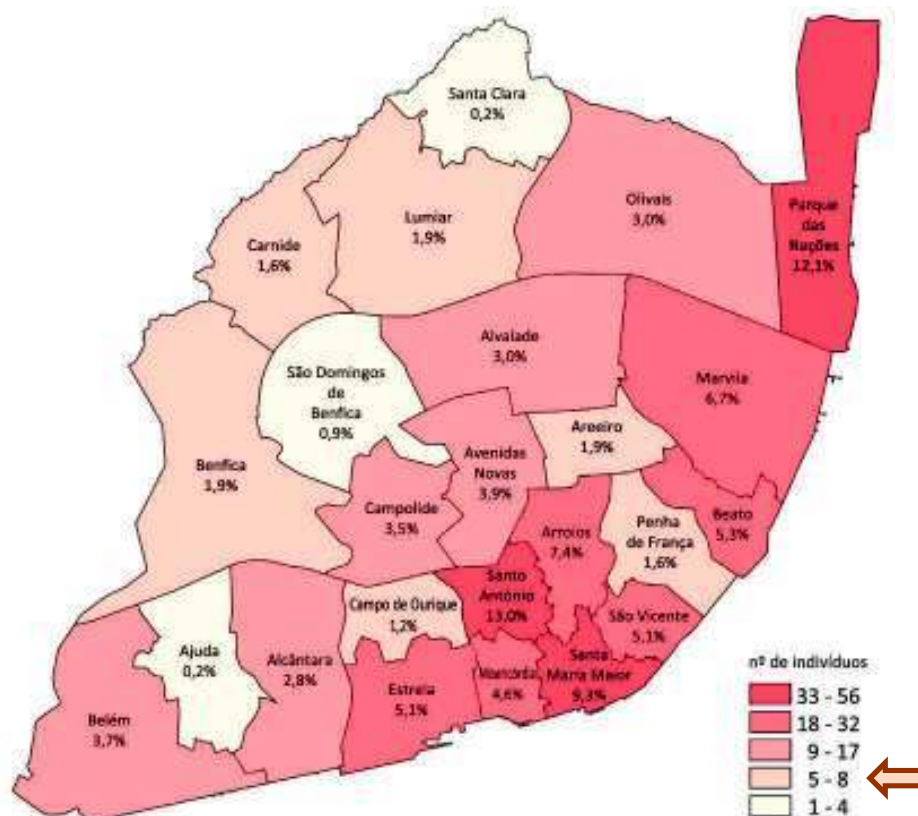 Santa Clara
0,2%
Olivais
3,0%
Parque
das
Nações
12,1%
Lumiar
1,9%
Carnide
1,6%
Alvalade
3,0%
São Domingos
de
Benfica
0,9%
Marvila
6,7%
Areeiro
1,9%
Avenidas
Novas
3,9%
Benfica
1,9%
Campolide
3,5%
Arroios
7,4%
Penha
de França
1,6%
Beato
5,3%
Santo
António
13,0%
Campo de Ourique
1,2%
São Vicente
5,1%
Ajuda
0,2%
Alcântara
2,8%
Estrela
5,1%
Misericórdia
4,6%
Santa
Maria Maior
9,3%
Belém
3,7%
nº de indivíduos
33 - 56
18 - 32
9 - 17
5 - 8
1 - 4